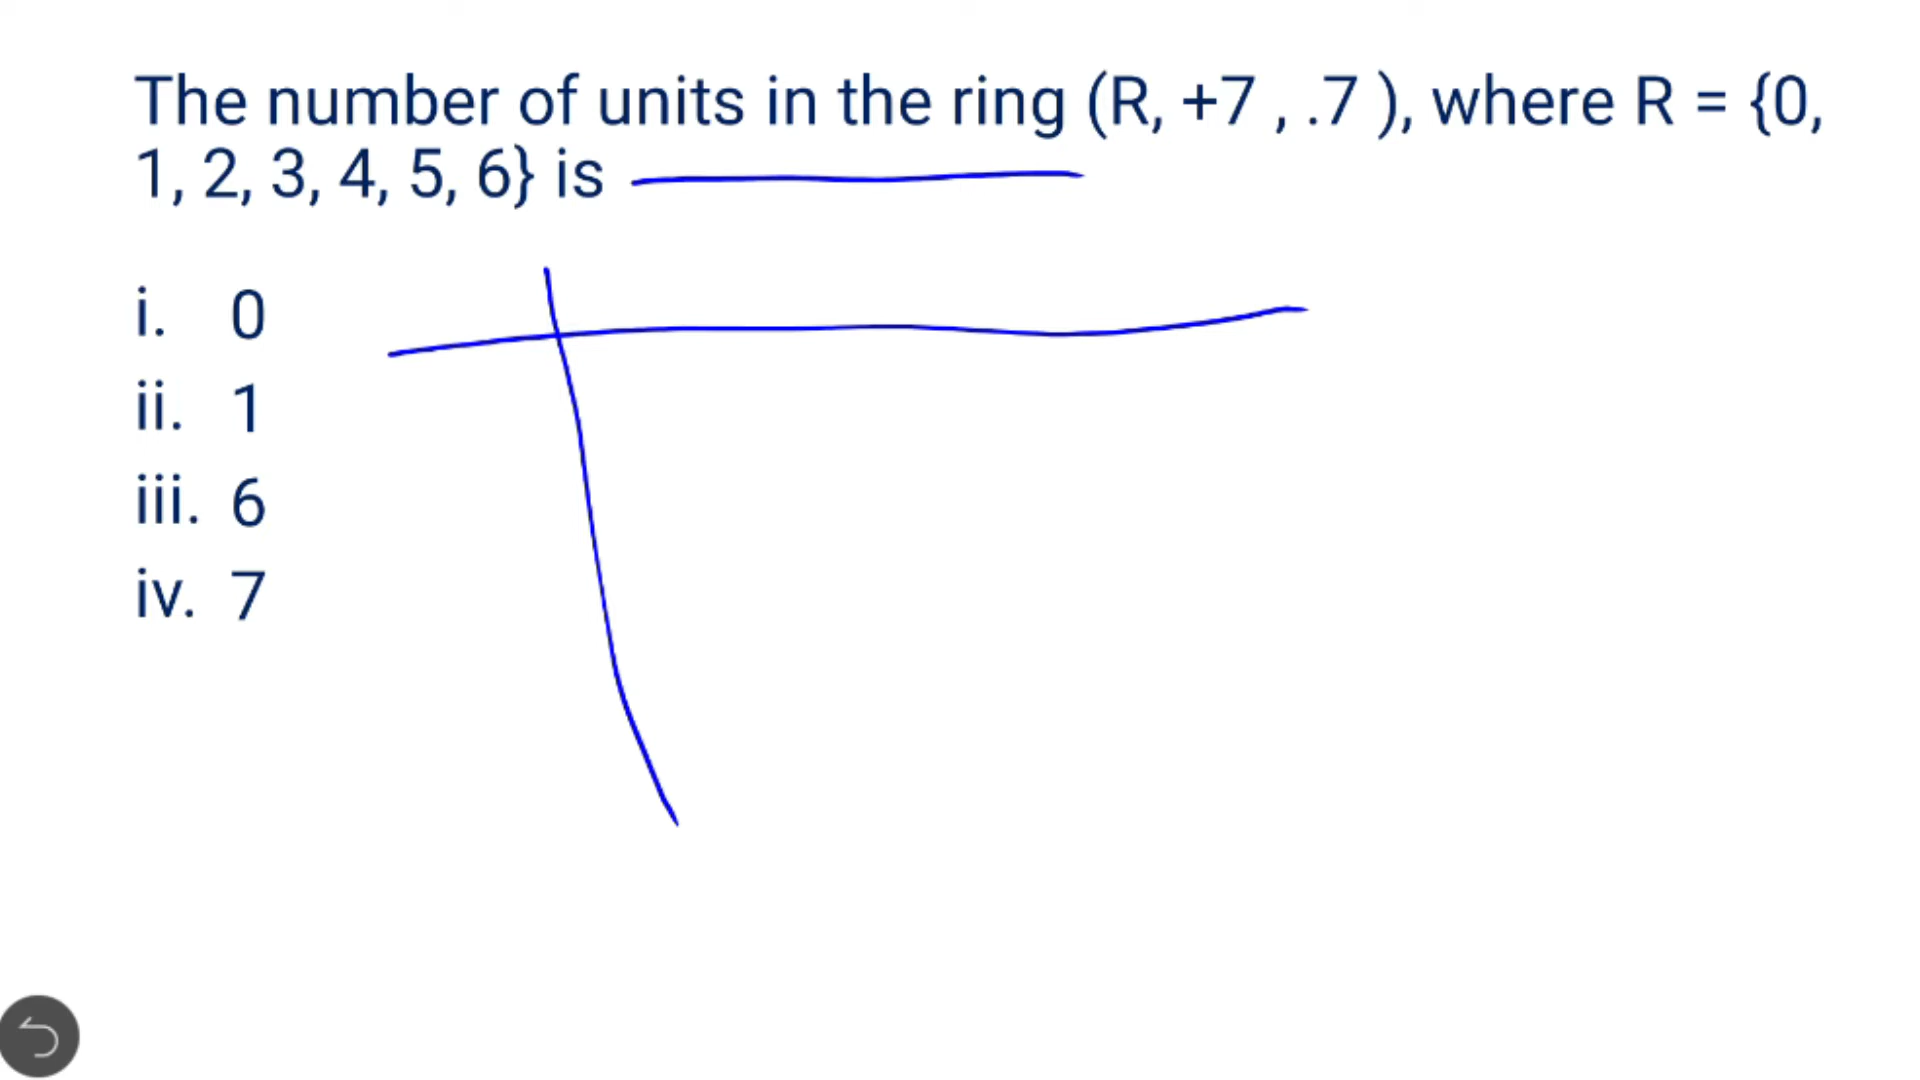 The number of units in the ring (R, +7 , .7 ), where R = {0,
1, 2, 3, 4, 5, 6} is
i. 0
ii. 1
iii. 6
iv. 7